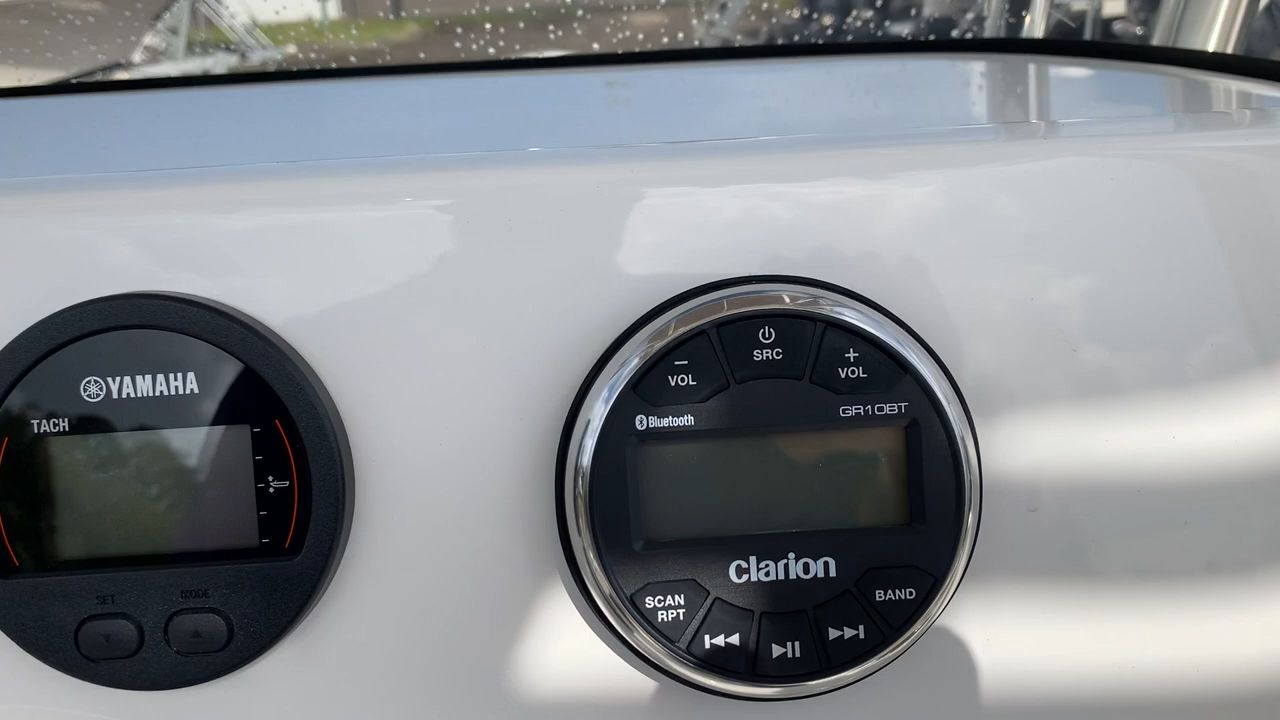 YAMAHA
TACH
SET
MODE
− VOL
SRC
+ VOL
Bluetooth
GR10BT
clarion
SCAN
RPT
BAND